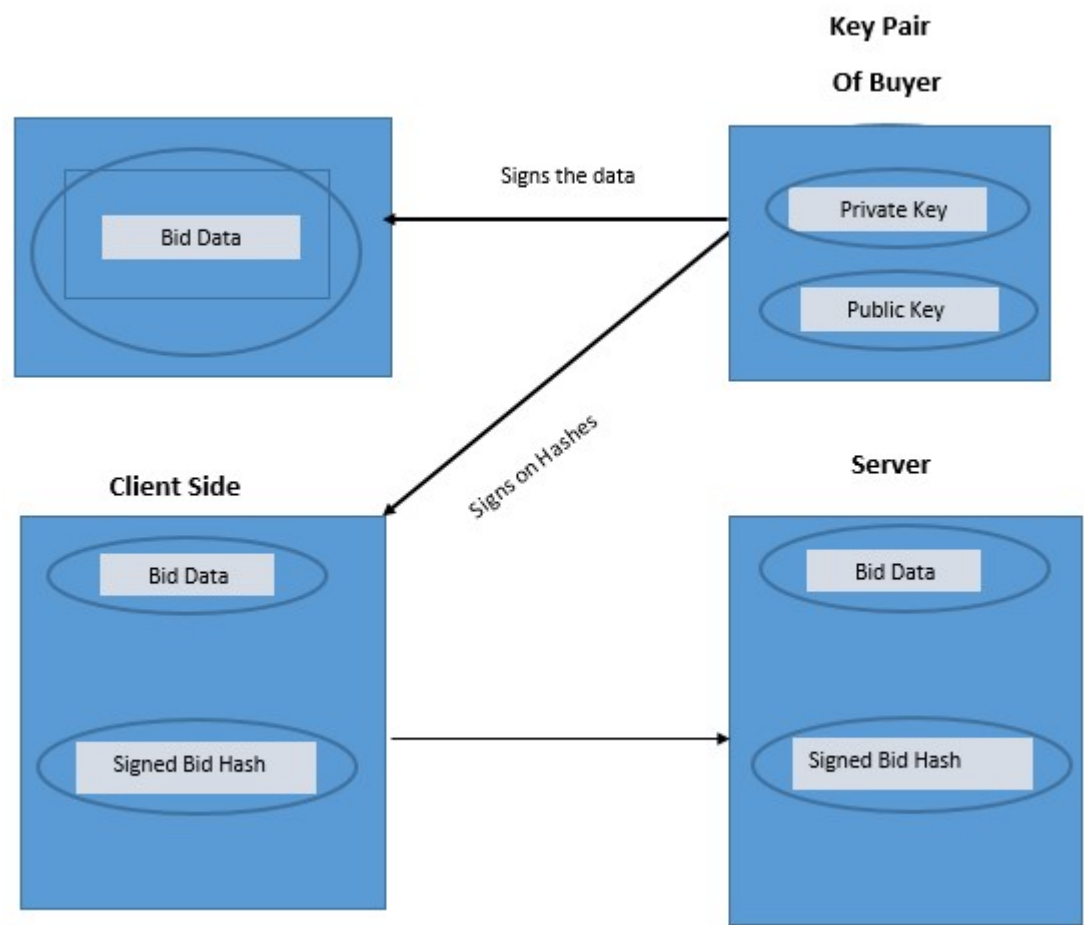 Key Pair
Of Buyer
Signs the data
Private Key
Bid Data
Public Key
Signs on Hashes
Client Side
Server
Bid Data
Bid Data
Signed Bid Hash
Signed Bid Hash